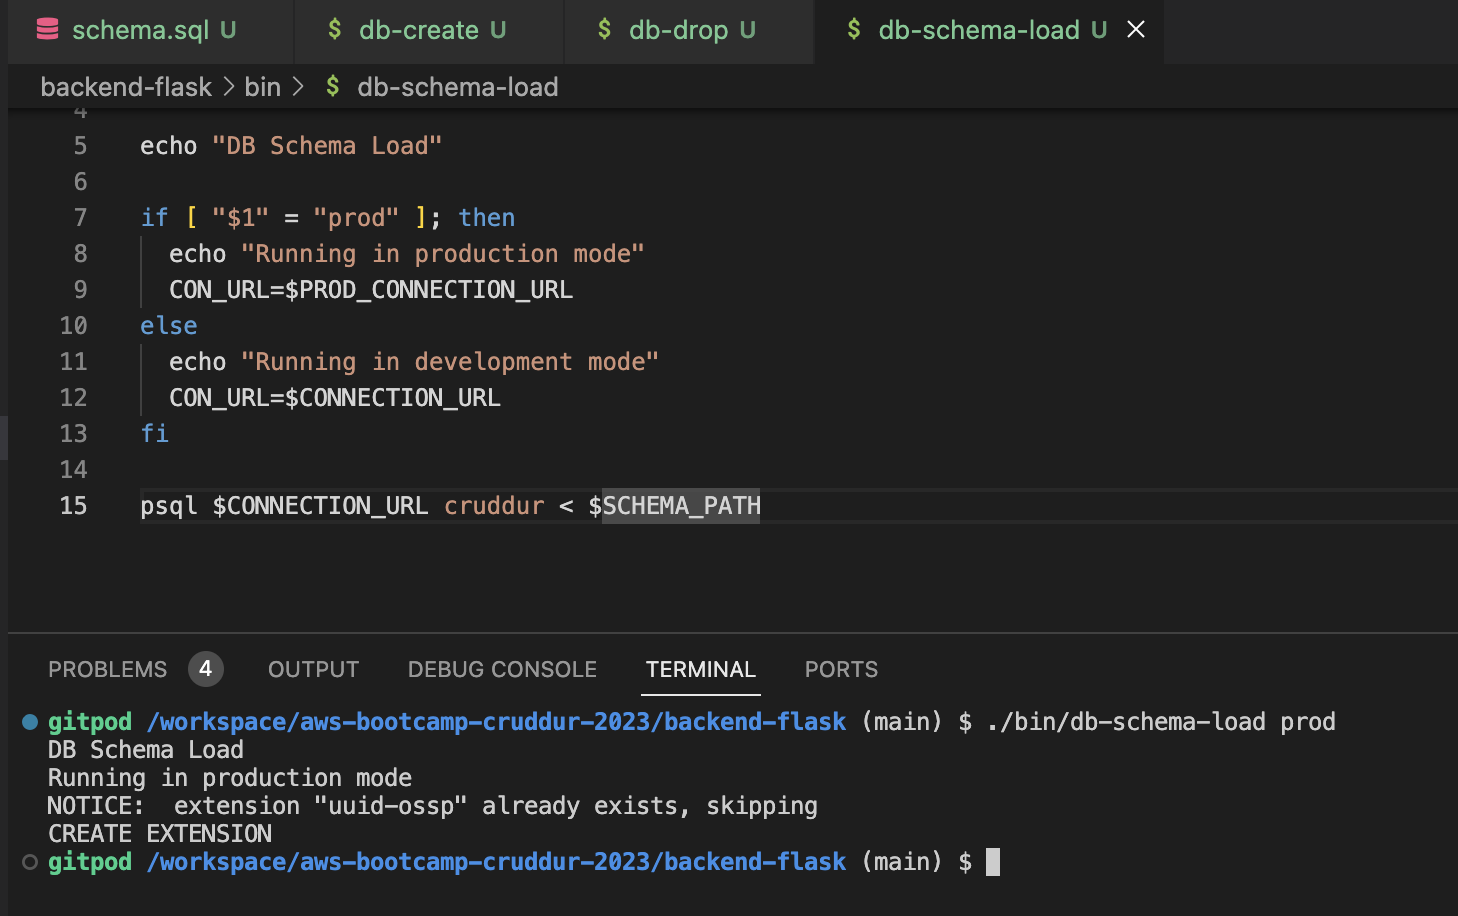 schema.sql U $ db-create U $ db-drop U $ db-schema-load U ×
backend-flask > bin > $ db-schema-load
4
5 echo "DB Schema Load"
6
7 if [ "$1" = "prod" ]; then
8 echo "Running in production mode"
9 CON_URL=$PROD_CONNECTION_URL
10 else
11 echo "Running in development mode"
12 CON_URL=$CONNECTION_URL
13 fi
14
15 psql $CONNECTION_URL cruddur < $SCHEMA_PATH
PROBLEMS 4 OUTPUT DEBUG CONSOLE TERMINAL PORTS
gitpod /workspace/aws-bootcamp-cruddur-2023/backend-flask (main) $ ./bin/db-schema-load prod
DB Schema Load
Running in production mode
NOTICE:  extension "uuid-ossp" already exists, skipping
CREATE EXTENSION
gitpod /workspace/aws-bootcamp-cruddur-2023/backend-flask (main) $